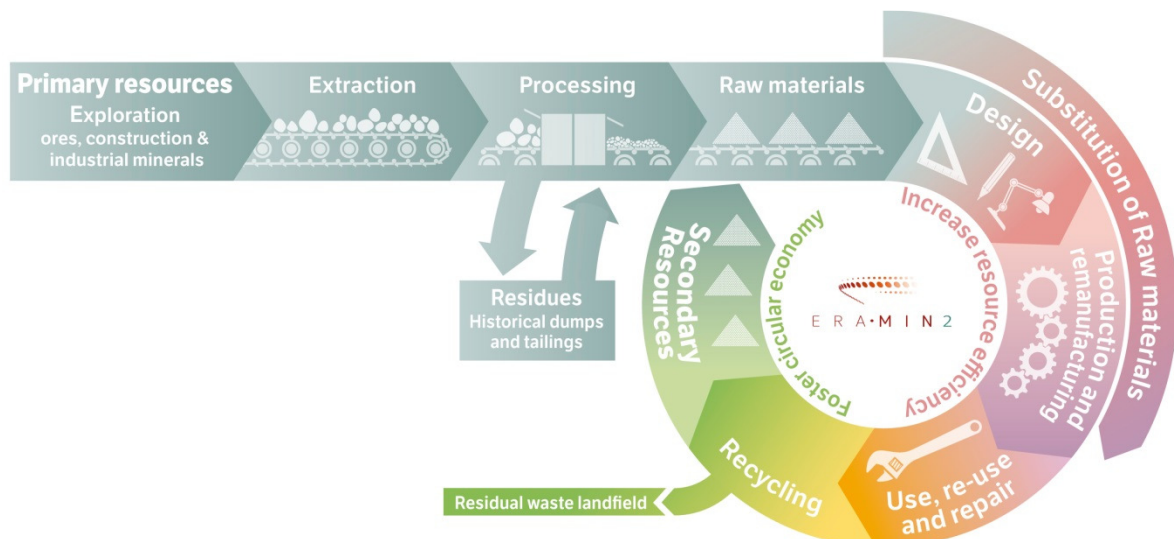 Primary resources
Exploration
ores, construction &
industrial minerals
Extraction
Processing
Raw materials
Design
Substitution of Raw materials
Production and
remanufacturing
Use, re-use
and repair
Recycling
Residual waste landfield
Secondary
Resources
Residues
Historical dumps
and tailings
Foster circular economy
Increase resource efficiency
ERA•MIN2